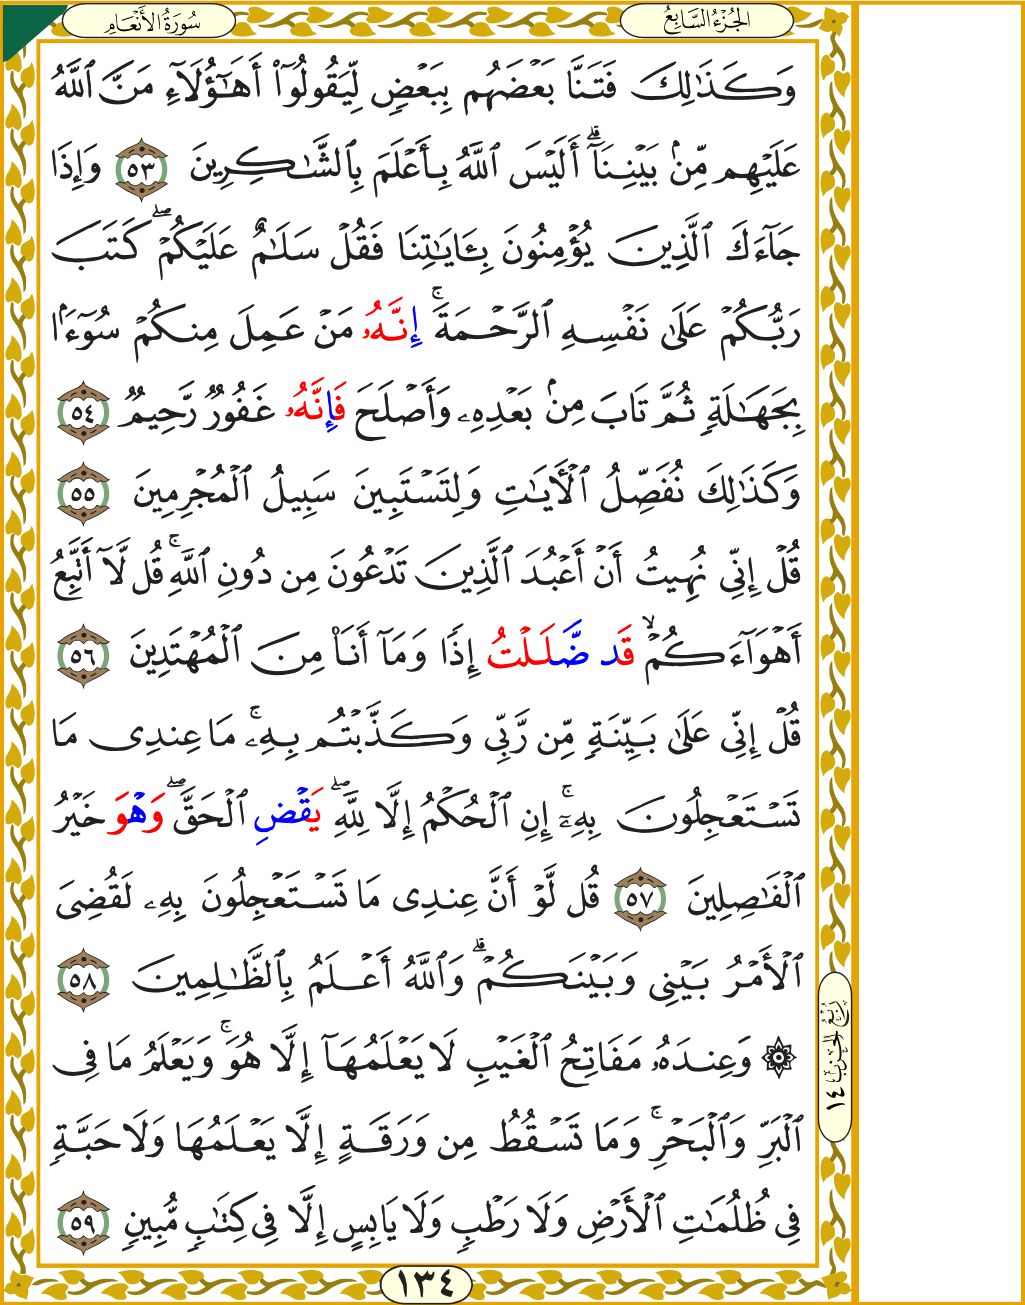 الجُزْءُ السَّابِعُ
سُورَةُ الأَنْعَامِ
وَكَذَٰلِكَ فَتَنَّا بَعْضَهُم بِبَعْضٍ لِّيَقُولُوٓاْ أَهَـٰٓؤُلَآءِ مَنَّ ٱللَّهُ
عَلَيْهِم مِّنۢ بَيْنِنَآ ۗ أَلَيْسَ ٱللَّهُ بِأَعْلَمَ بِٱلشَّـٰكِرِينَ ٥٣ وَإِذَا
جَآءَكَ ٱلَّذِينَ يُؤْمِنُونَ بِـَٔايَـٰتِنَا فَقُلْ سَلَـٰمٌ عَلَيْكُمْ ۖ كَتَبَ
رَبُّكُمْ عَلَىٰ نَفْسِهِ ٱلرَّحْمَةَ ۚ إِنَّهُۥ مَنْ عَمِلَ مِنكُمْ سُوٓءَۢا
بِجَهَـٰلَةٍ ثُمَّ تَابَ مِنۢ بَعْدِهِۦ وَأَصْلَحَ فَإِنَّهُۥ غَفُورٌ رَّحِيمٌ ٥٤
وَكَذَٰلِكَ نُفَصِّلُ ٱلْأَيَـٰتِ وَلِتَسْتَبِينَ سَبِيلُ ٱلْمُجْرِمِينَ ٥٥
قُلْ إِنِّي نُهِيتُ أَنْ أَعْبُدَ ٱلَّذِينَ تَدْعُونَ مِن دُونِ ٱللَّهِ ۚ قُل لَّآ أَتَّبِعُ
أَهْوَآءَكُمْ ۙ قَد ضَّلَلْتُ إِذًا وَمَآ أَنَا۠ مِنَ ٱلْمُهْتَدِينَ ٥٦
قُلْ إِنِّي عَلَىٰ بَيِّنَةٍ مِّن رَّبِّي وَكَذَّبْتُم بِهِۦ ۚ مَا عِندِى مَا
تَسْتَعْجِلُونَ بِهِۦٓ ۚ إِنِ ٱلْحُكْمُ إِلَّا لِلَّهِ ۖ يَقْضِ ٱلْحَقَّ ۖ وَهْوَ خَيْرُ
ٱلْفَـٰصِلِينَ ٥٧ قُل لَّوْ أَنَّ عِندِى مَا تَسْتَعْجِلُونَ بِهِۦ لَقُضِىَ
ٱلْأَمْرُ بَيْنِى وَبَيْنَكُمْ ۗ وَٱللَّهُ أَعْلَمُ بِٱلظَّـٰلِمِينَ ٥٨
۞ وَعِندَهُۥ مَفَاتِحُ ٱلْغَيْبِ لَا يَعْلَمُهَآ إِلَّا هُوَ ۚ وَيَعْلَمُ مَا فِى
ٱلْبَرِّ وَٱلْبَحْرِ ۚ وَمَا تَسْقُطُ مِن وَرَقَةٍ إِلَّا يَعْلَمُهَا وَلَا حَبَّةٍ
فِى ظُلُمَـٰتِ ٱلْأَرْضِ وَلَا رَطْبٍ وَلَا يَابِسٍ إِلَّا فِى كِتَـٰبٍ مُّبِينٍ ٥٩
رُبْعُ الحِزْبِ ١٤
١٣٤